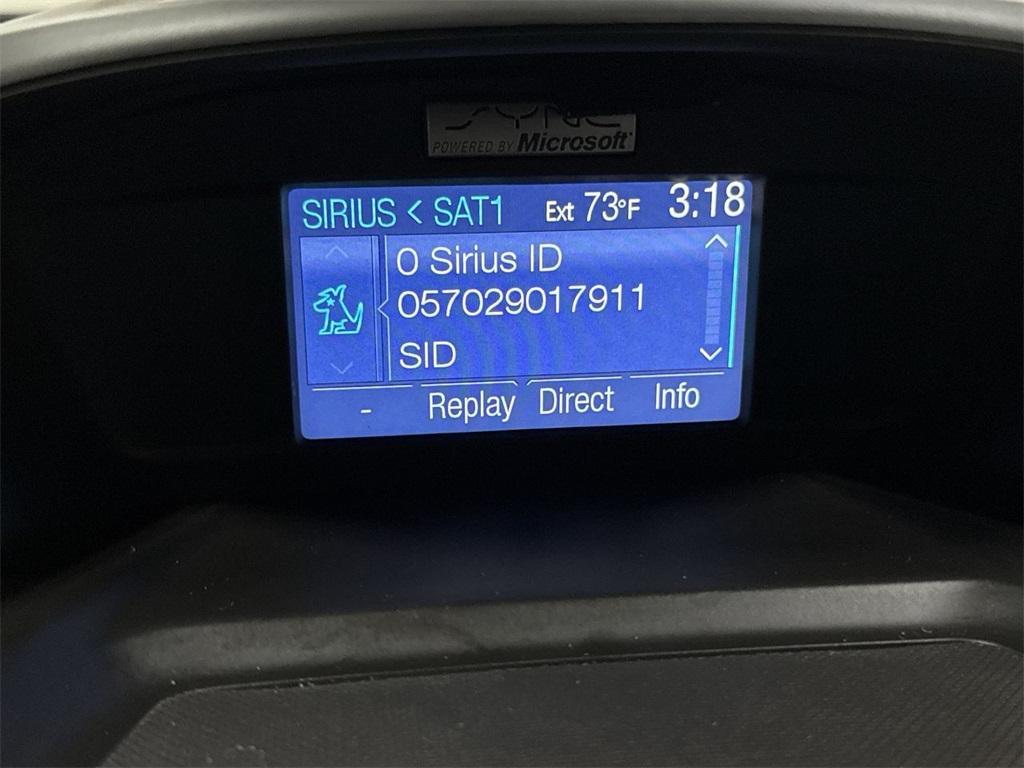 SYNC
POWERED BY Microsoft
SIRIUS < SAT1 Ext 73°F 3:18
0 Sirius ID
057029017911
SID
- Replay Direct Info